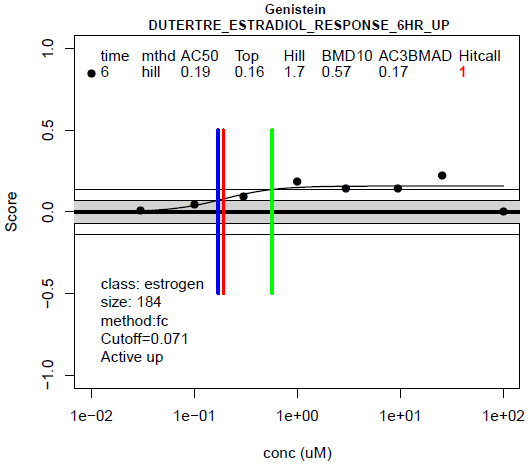 Genistein
DUTERTRE_ESTRADIOL_RESPONSE_6HR_UP
time mthd AC50 Top Hill BMD10 AC3BMAD Hitcall
6 hill 0.19 0.16 1.7 0.57 0.17 1
1.0
0.5
0.0
−0.5
−1.0
Score
class: estrogen
size: 184
method:fc
Cutoff=0.071
Active up
1e−02 1e−01 1e+00 1e+01 1e+02
conc (uM)